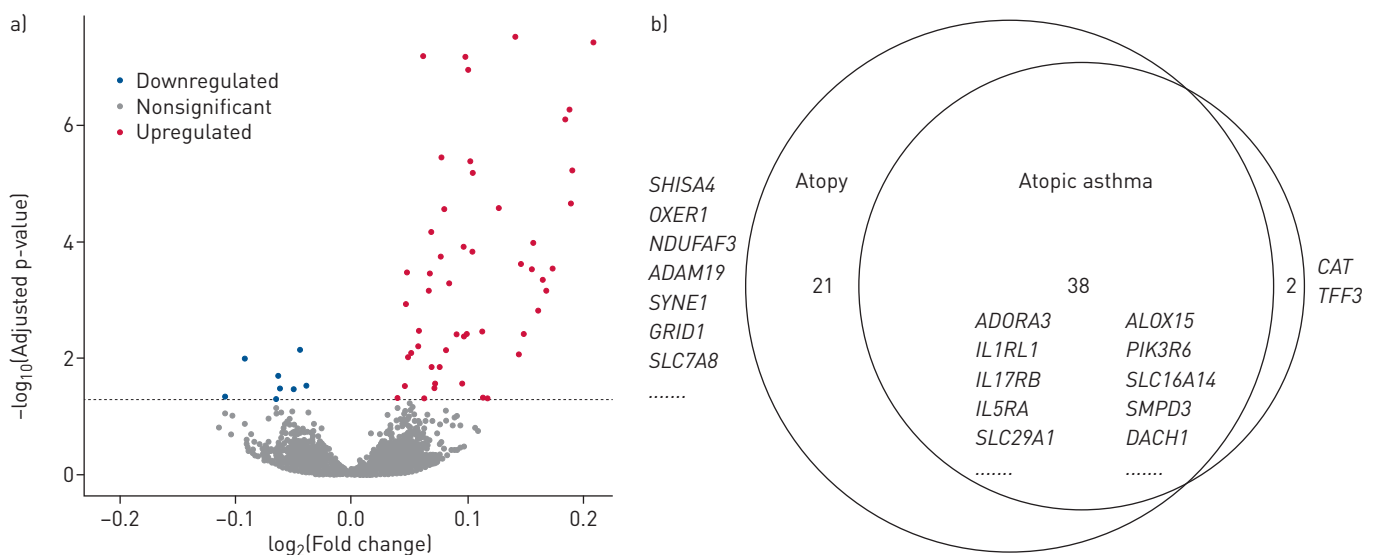 a)
Downregulated
Nonsignificant
Upregulated
6
4
2
0
−log10(Adjusted p-value)
−0.2 −0.1 0.0 0.1 0.2
log2(Fold change)
b)
Atopy
Atopic asthma
SHISA4
OXER1
NDUFAF3
ADAM19
SYNE1
GRID1
SLC7A8
.......
21
38
2
ADORA3 ALOX15
IL1RL1 PIK3R6
IL17RB SLC16A14
IL5RA SMPD3
SLC29A1 DACH1
....... .......
CAT
TFF3